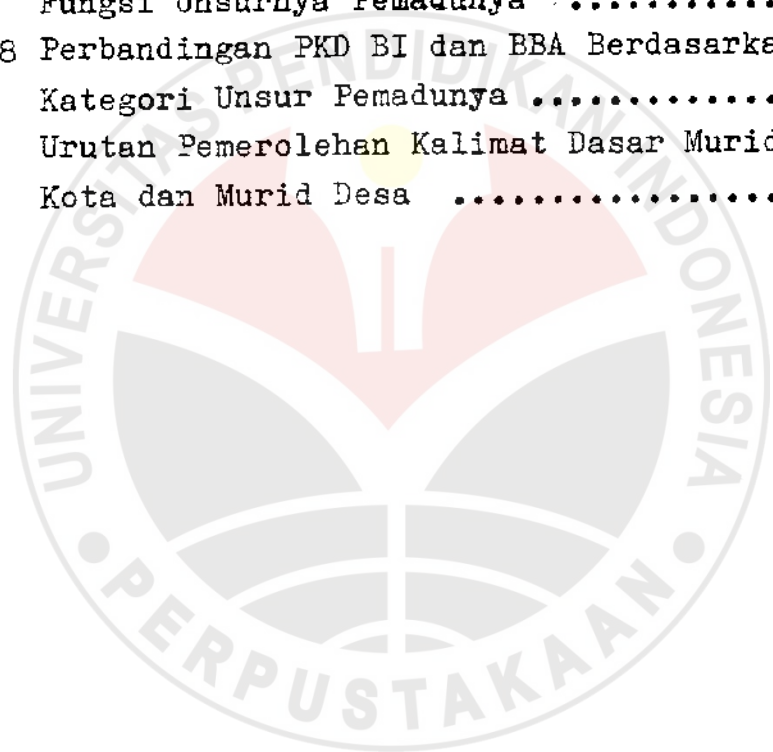 Fungsi Unsurnya Pemadunya ............
8 Perbandingan PKD BI dan BBA Berdasarka
Kategori Unsur Pemadunya .............
Urutan Pemerolehan Kalimat Dasar Murid
Kota dan Murid Desa .................
UNIVERSITAS PENDIDIKAN INDONESIA
PERPUSTAKAAN